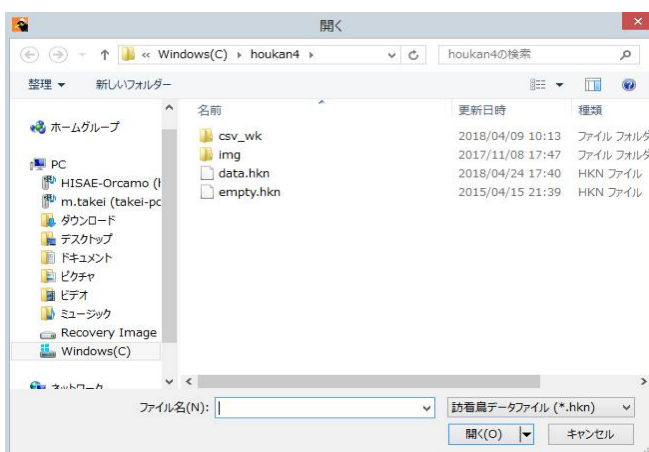 開く
« Windows(C) ▸ houkan4 ▸
houkan4の検索
整理 ▼ 新しいフォルダー
名前 更新日時 種類
ホームグループ
PC
HISAE-Orcamo (h
m.takei (takei-pc
ダウンロード
デスクトップ
ドキュメント
ピクチャ
ビデオ
ミュージック
Recovery Image
Windows(C)
ネットワーク
csv_wk 2018/04/09 10:13 ファイル フォルダ
img 2017/11/08 17:47 ファイル フォルダ
data.hkn 2018/04/24 17:40 HKN ファイル
empty.hkn 2015/04/15 21:39 HKN ファイル
ファイル名(N):
訪看鳥データファイル (*.hkn)
開く(O) キャンセル